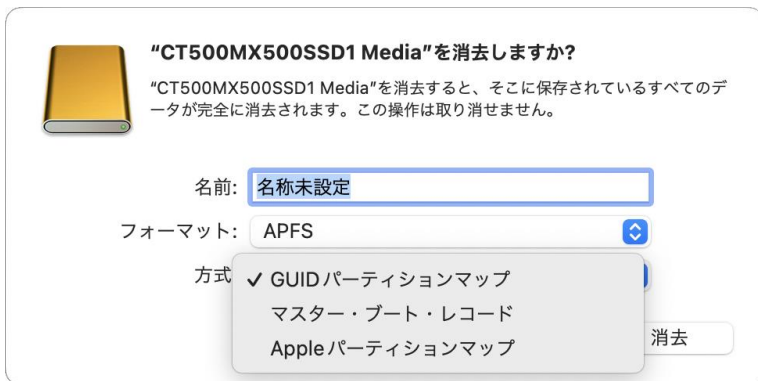 “CT500MX500SSD1 Media”を消去しますか?
“CT500MX500SSD1 Media”を消去すると、そこに保存されているすべてのデ
ータが完全に消去されます。この操作は取り消せません。
名前: 名称未設定
フォーマット: APFS
方式
✓ GUIDパーティションマップ
マスター・ブート・レコード
Appleパーティションマップ
消去